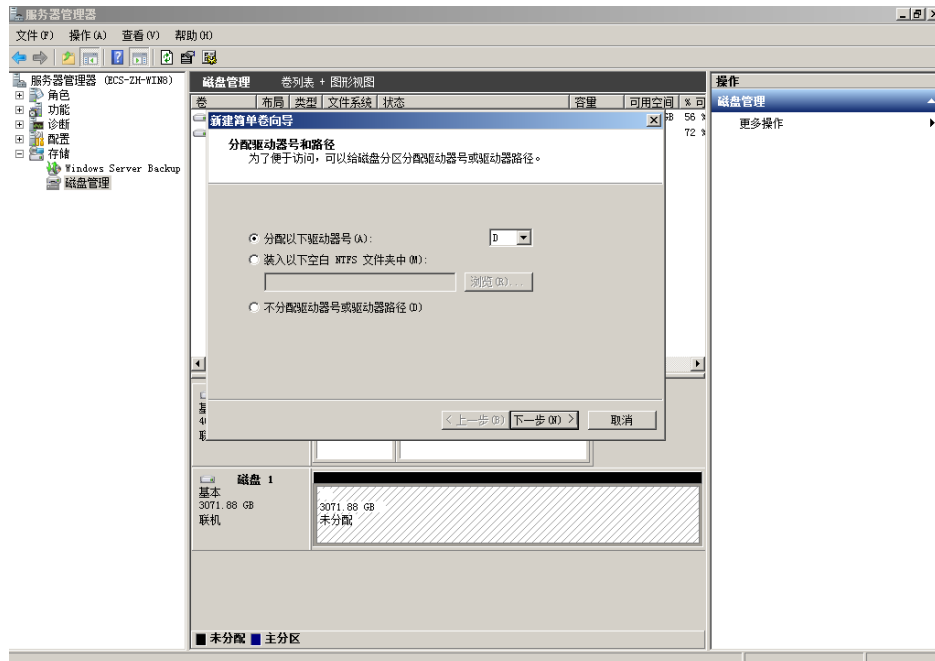 服务器管理器
文件(F) 操作(A) 查看(V) 帮助(H)
服务器管理器 (ECS-ZH-WIN8)
角色
功能
诊断
配置
存储
Windows Server Backup
磁盘管理
磁盘管理 卷列表 + 图形视图
卷 布局 类型 文件系统 状态 容量 可用空间 % 可
GB 56 %
72 %
新建简单卷向导
分配驱动器号和路径
为了便于访问，可以给磁盘分区分配驱动器号或驱动器路径。
分配以下驱动器号(A): D
装入以下空白 NTFS 文件夹中(M):
浏览(R)...
不分配驱动器号或驱动器路径(D)
<上一步(B) 下一步(N) > 取消
磁盘 1
基本
3071.88 GB
联机
3071.88 GB
未分配
未分配 主分区
操作
磁盘管理
更多操作